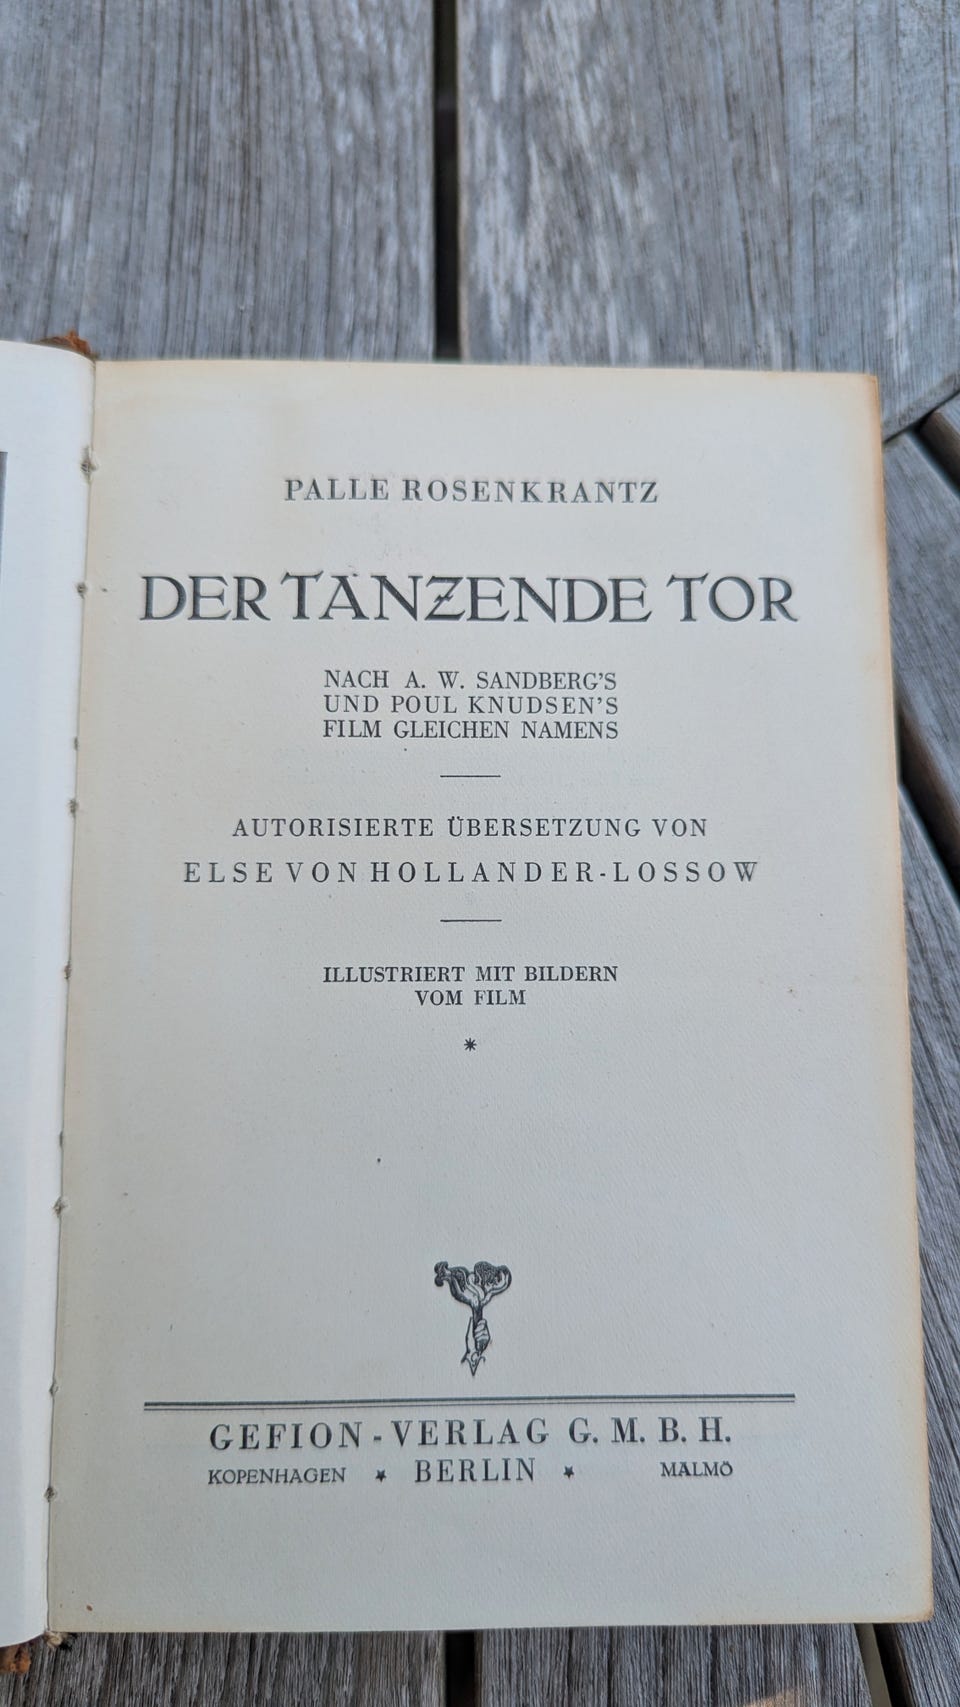 PALLE ROSENKRANTZ
DER TANZENDE TOR
NACH A. W. SANDBERG'S
UND POUL KNUDSEN'S
FILM GLEICHEN NAMENS
AUTORISIERTE ÜBERSETZUNG VON
ELSE VON HOLLANDER-LOSSOW
ILLUSTRIERT MIT BILDERN
VOM FILM
*
GEFION-VERLAG G. M. B. H.
KOPENHAGEN ★ BERLIN ★ MALMÖ